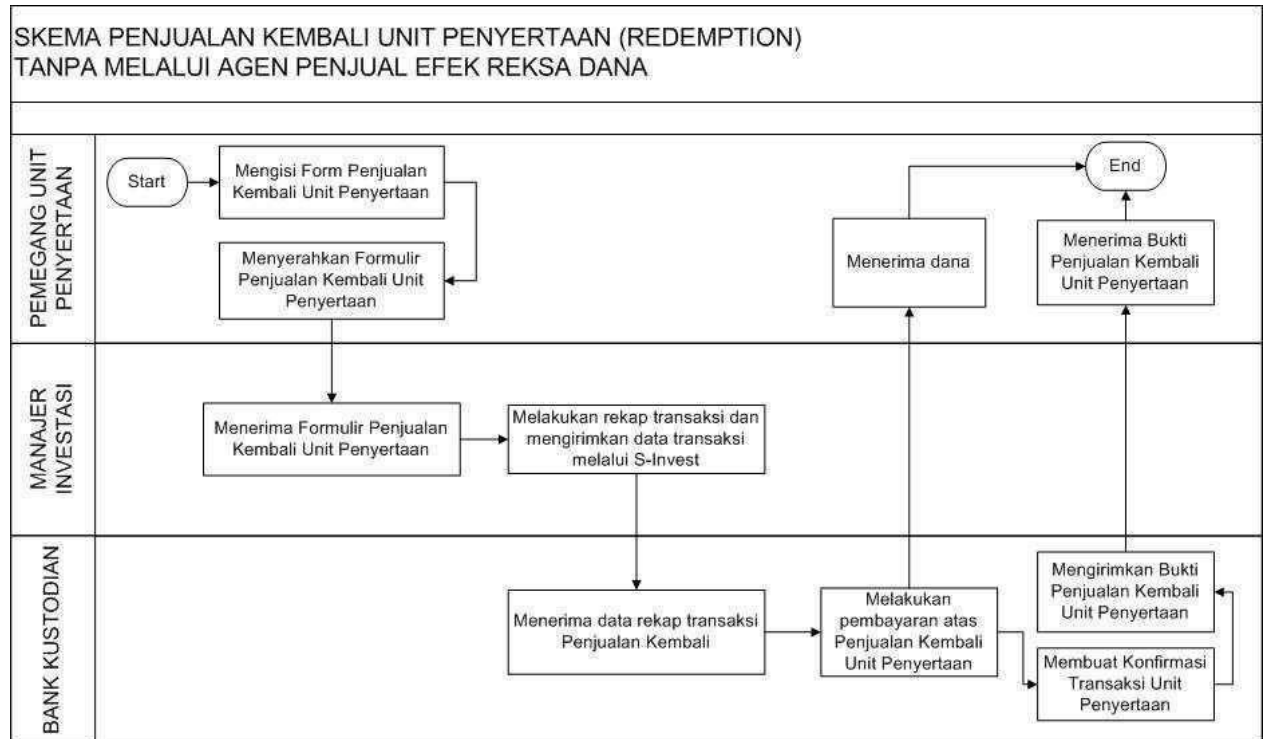 SKEMA PENJUALAN KEMBALI UNIT PENYERTAAN (REDEMPTION)
TANPA MELALUI AGEN PENJUAL EFEK REKSA DANA
PEMEGANG UNIT
PENYERTAAN
Start
Mengisi Form Penjualan
Kembali Unit Penyertaan
Menyerahkan Formulir
Penjualan Kembali Unit
Penyertaan
Menerima dana
End
Menerima Bukti
Penjualan Kembali
Unit Penyertaan
MANAJER
INVESTASI
Menerima Formulir Penjualan
Kembali Unit Penyertaan
Melakukan rekap transaksi dan
mengirimkan data transaksi
melalui S-Invest
BANK KUSTODIAN
Menerima data rekap transaksi
Penjualan Kembali
Melakukan
pembayaran atas
Penjualan Kembali
Unit Penyertaan
Mengirimkan Bukti
Penjualan Kembali
Unit Penyertaan
Membuat Konfirmasi
Transaksi Unit
Penyertaan